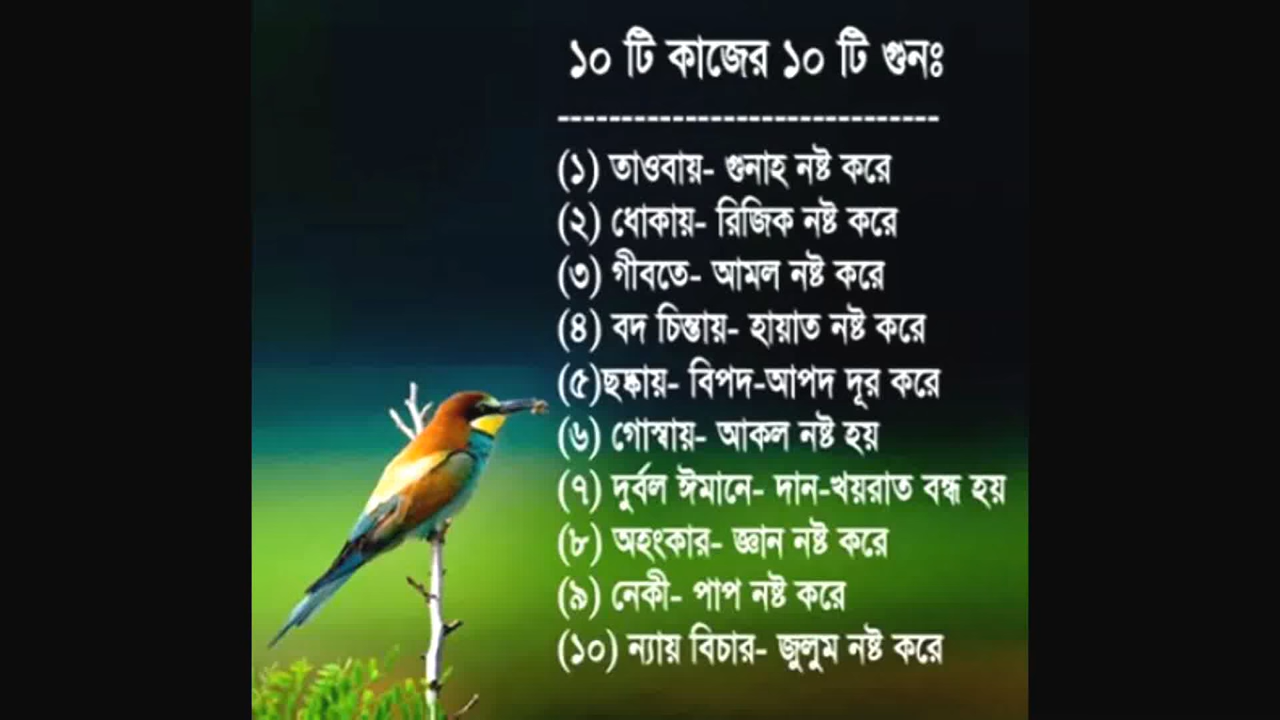 ১০ টি কাজের ১০ টি গুনঃ
------------------------------
(১) তাওবায়- গুনাহ নষ্ট করে
(২) ধোকায়- রিজিক নষ্ট করে
(৩) গীবতে- আমল নষ্ট করে
(৪) বদ চিন্তায়- হায়াত নষ্ট করে
(৫)ছদ্কায়- বিপদ-আপদ দূর করে
(৬) গোস্বায়- আকল নষ্ট হয়
(৭) দুর্বল ঈমানে- দান-খয়রাত বন্ধ হয়
(৮) অহংকার- জ্ঞান নষ্ট করে
(৯) নেকী- পাপ নষ্ট করে
(১০) ন্যায় বিচার- জুলুম নষ্ট করে